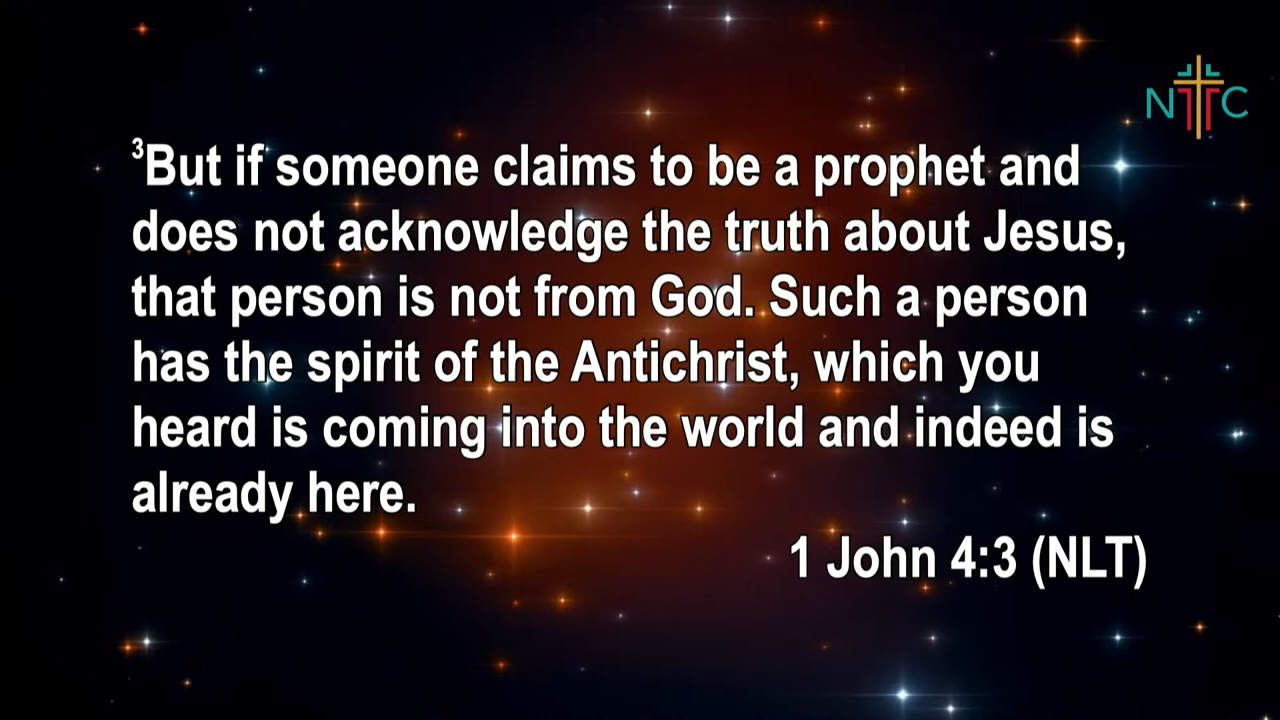 NTTC
³But if someone claims to be a prophet and
does not acknowledge the truth about Jesus,
that person is not from God. Such a person
has the spirit of the Antichrist, which you
heard is coming into the world and indeed is
already here.
1 John 4:3 (NLT)